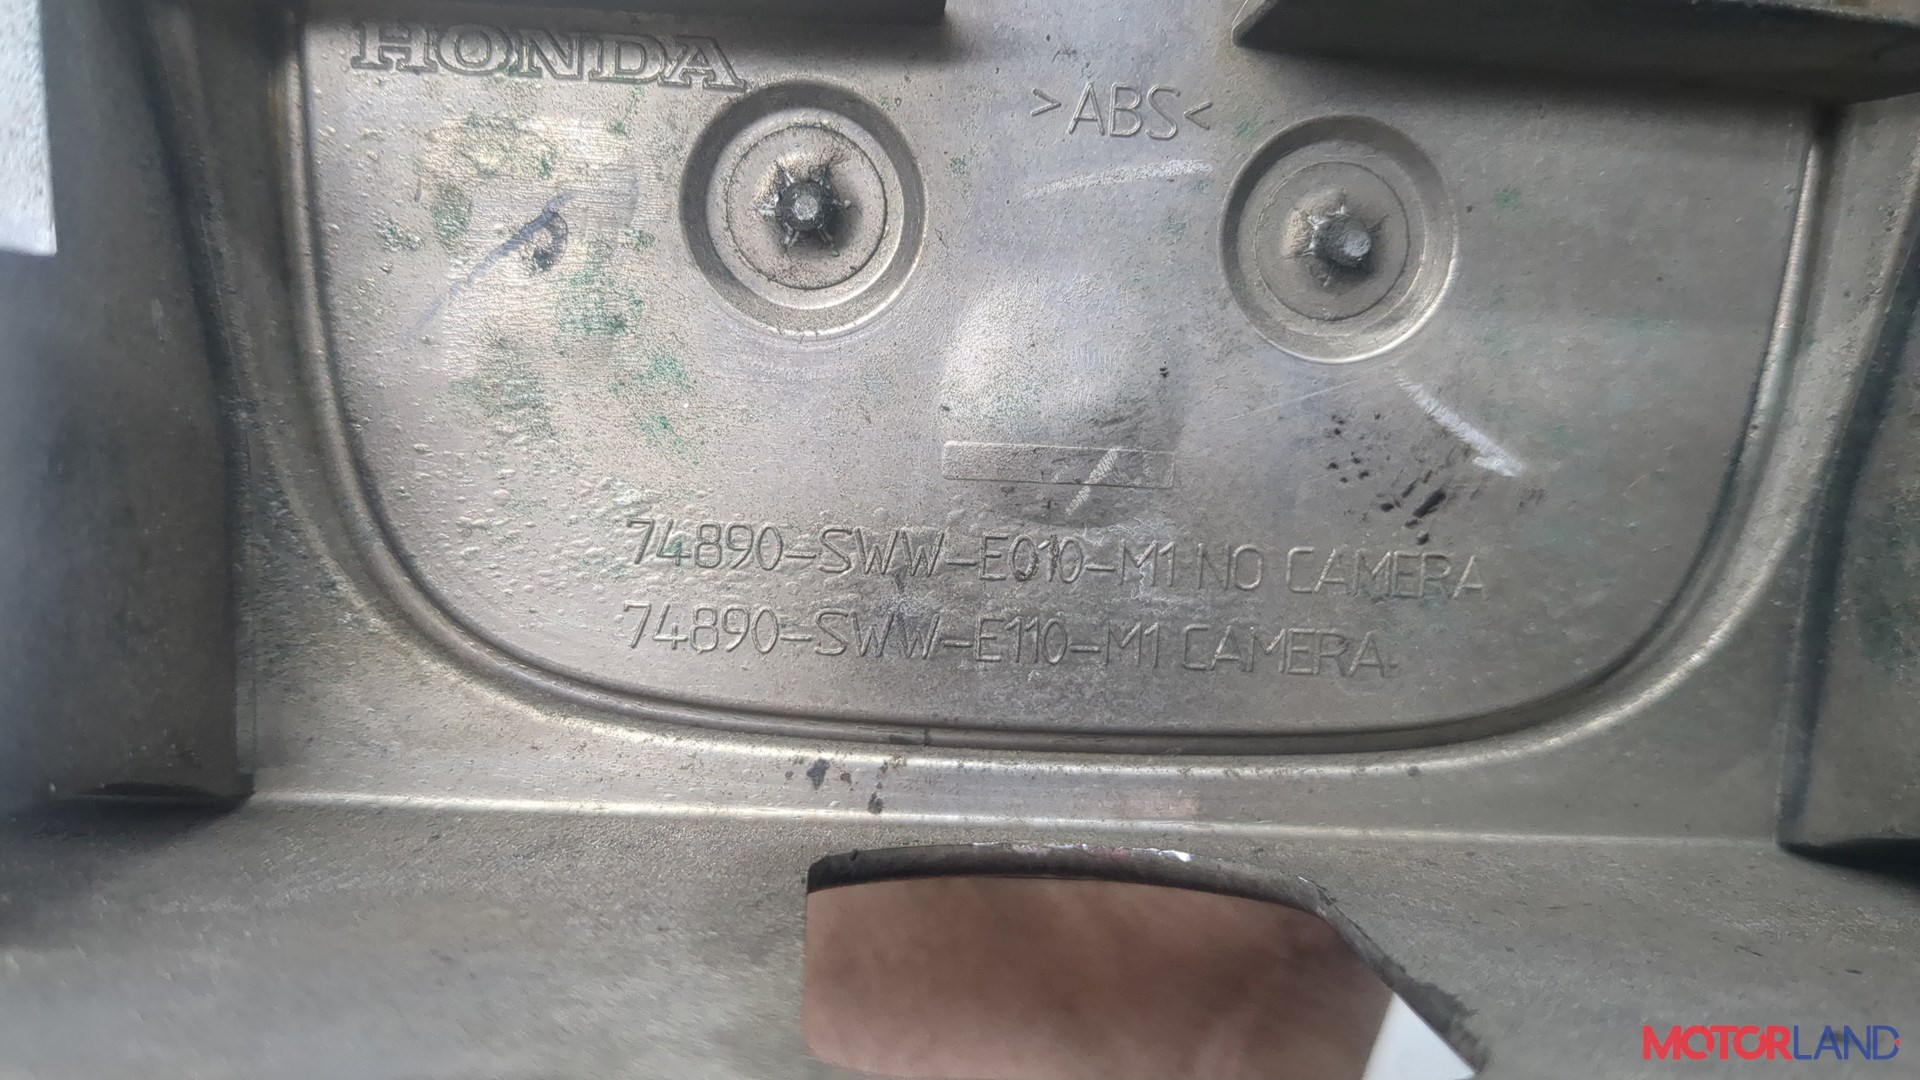 HONDA
>ABS<
74890-SWW-E010-M1 NO CAMERA
74890-SWW-E110-M1 CAMERA
MOTORLAND